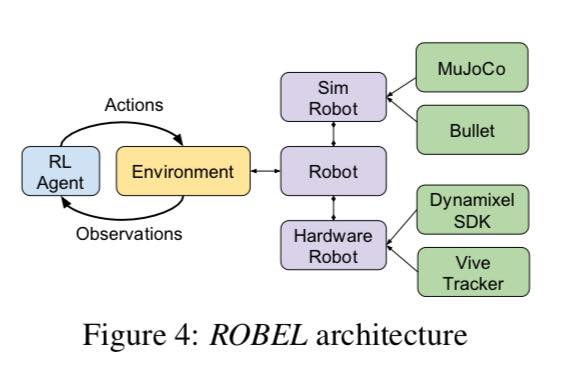 Actions
RL
Agent
Environment
Observations
Sim
Robot
Robot
Hardware
Robot
MuJoCo
Bullet
Dynamixel
SDK
Vive
Tracker
Figure 4: ROBEL architecture